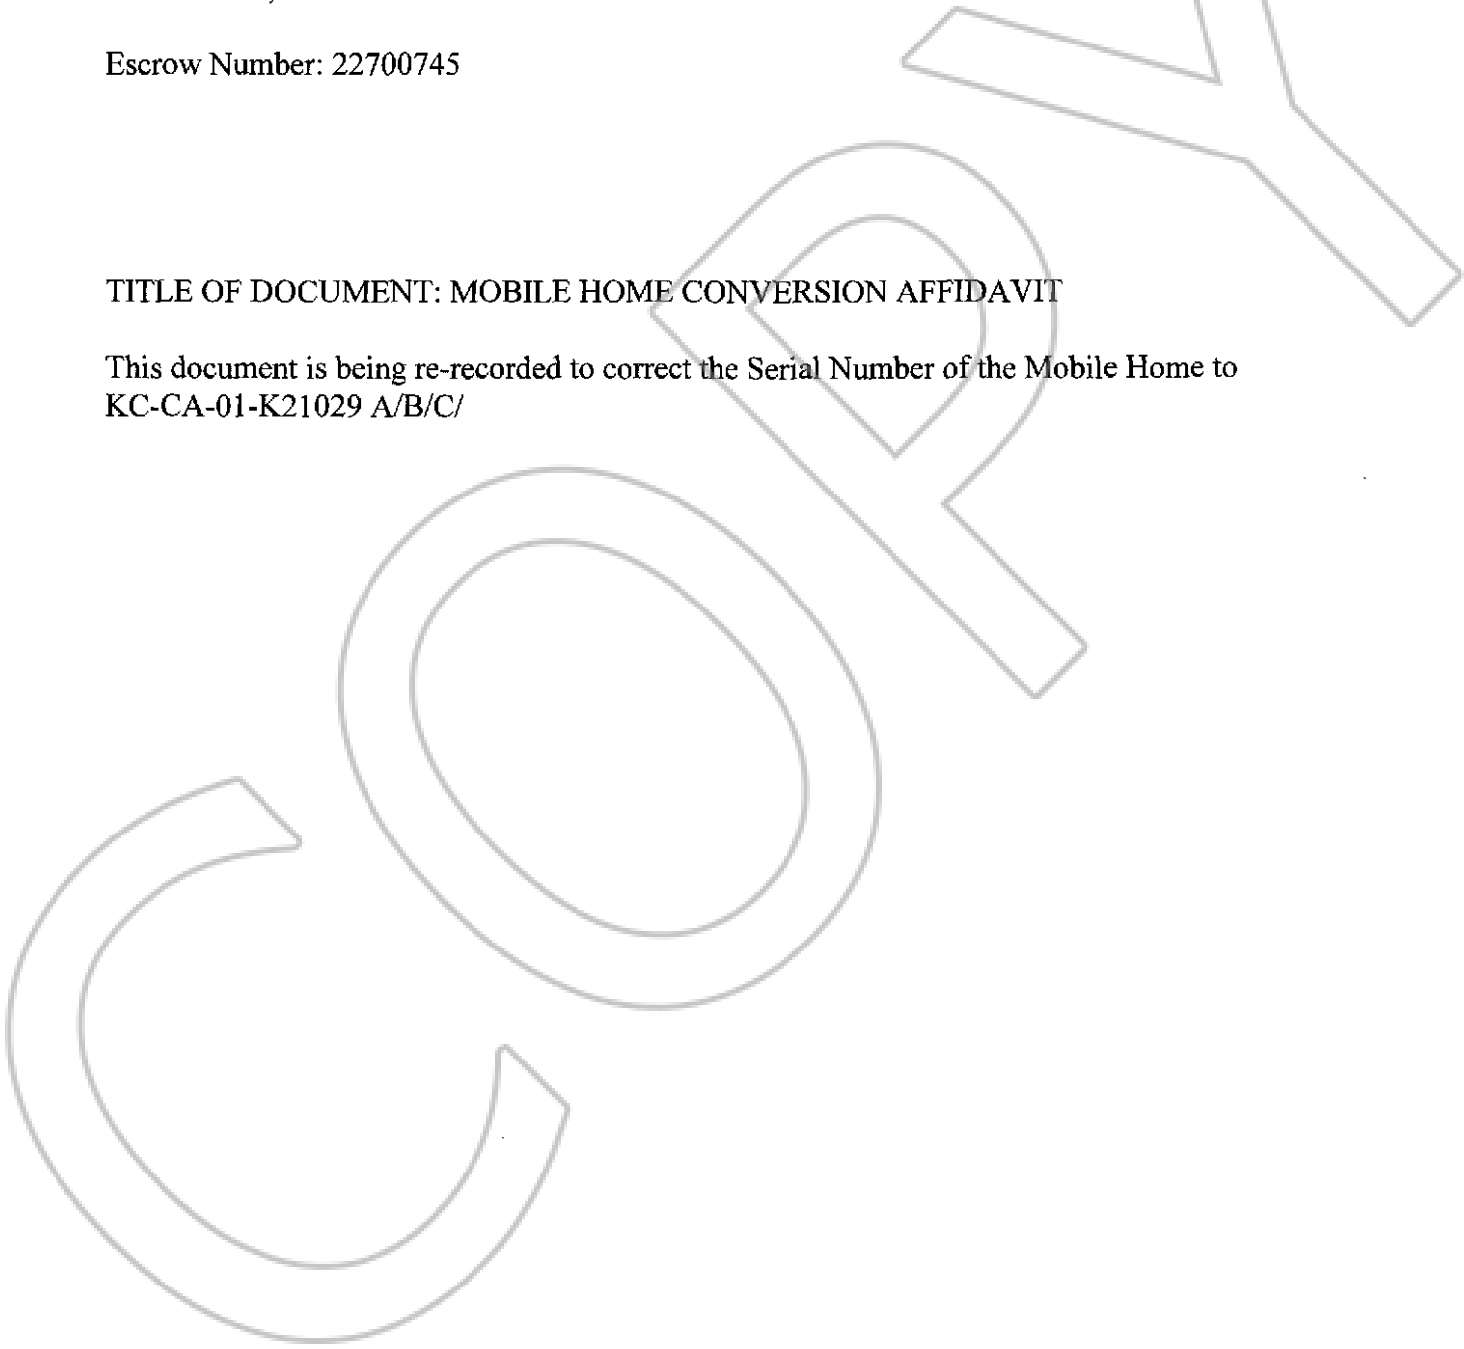 Escrow Number: 22700745
TITLE OF DOCUMENT: MOBILE HOME CONVERSION AFFIDAVIT
This document is being re-recorded to correct the Serial Number of the Mobile Home to
KC-CA-01-K21029 A/B/C/
COPY